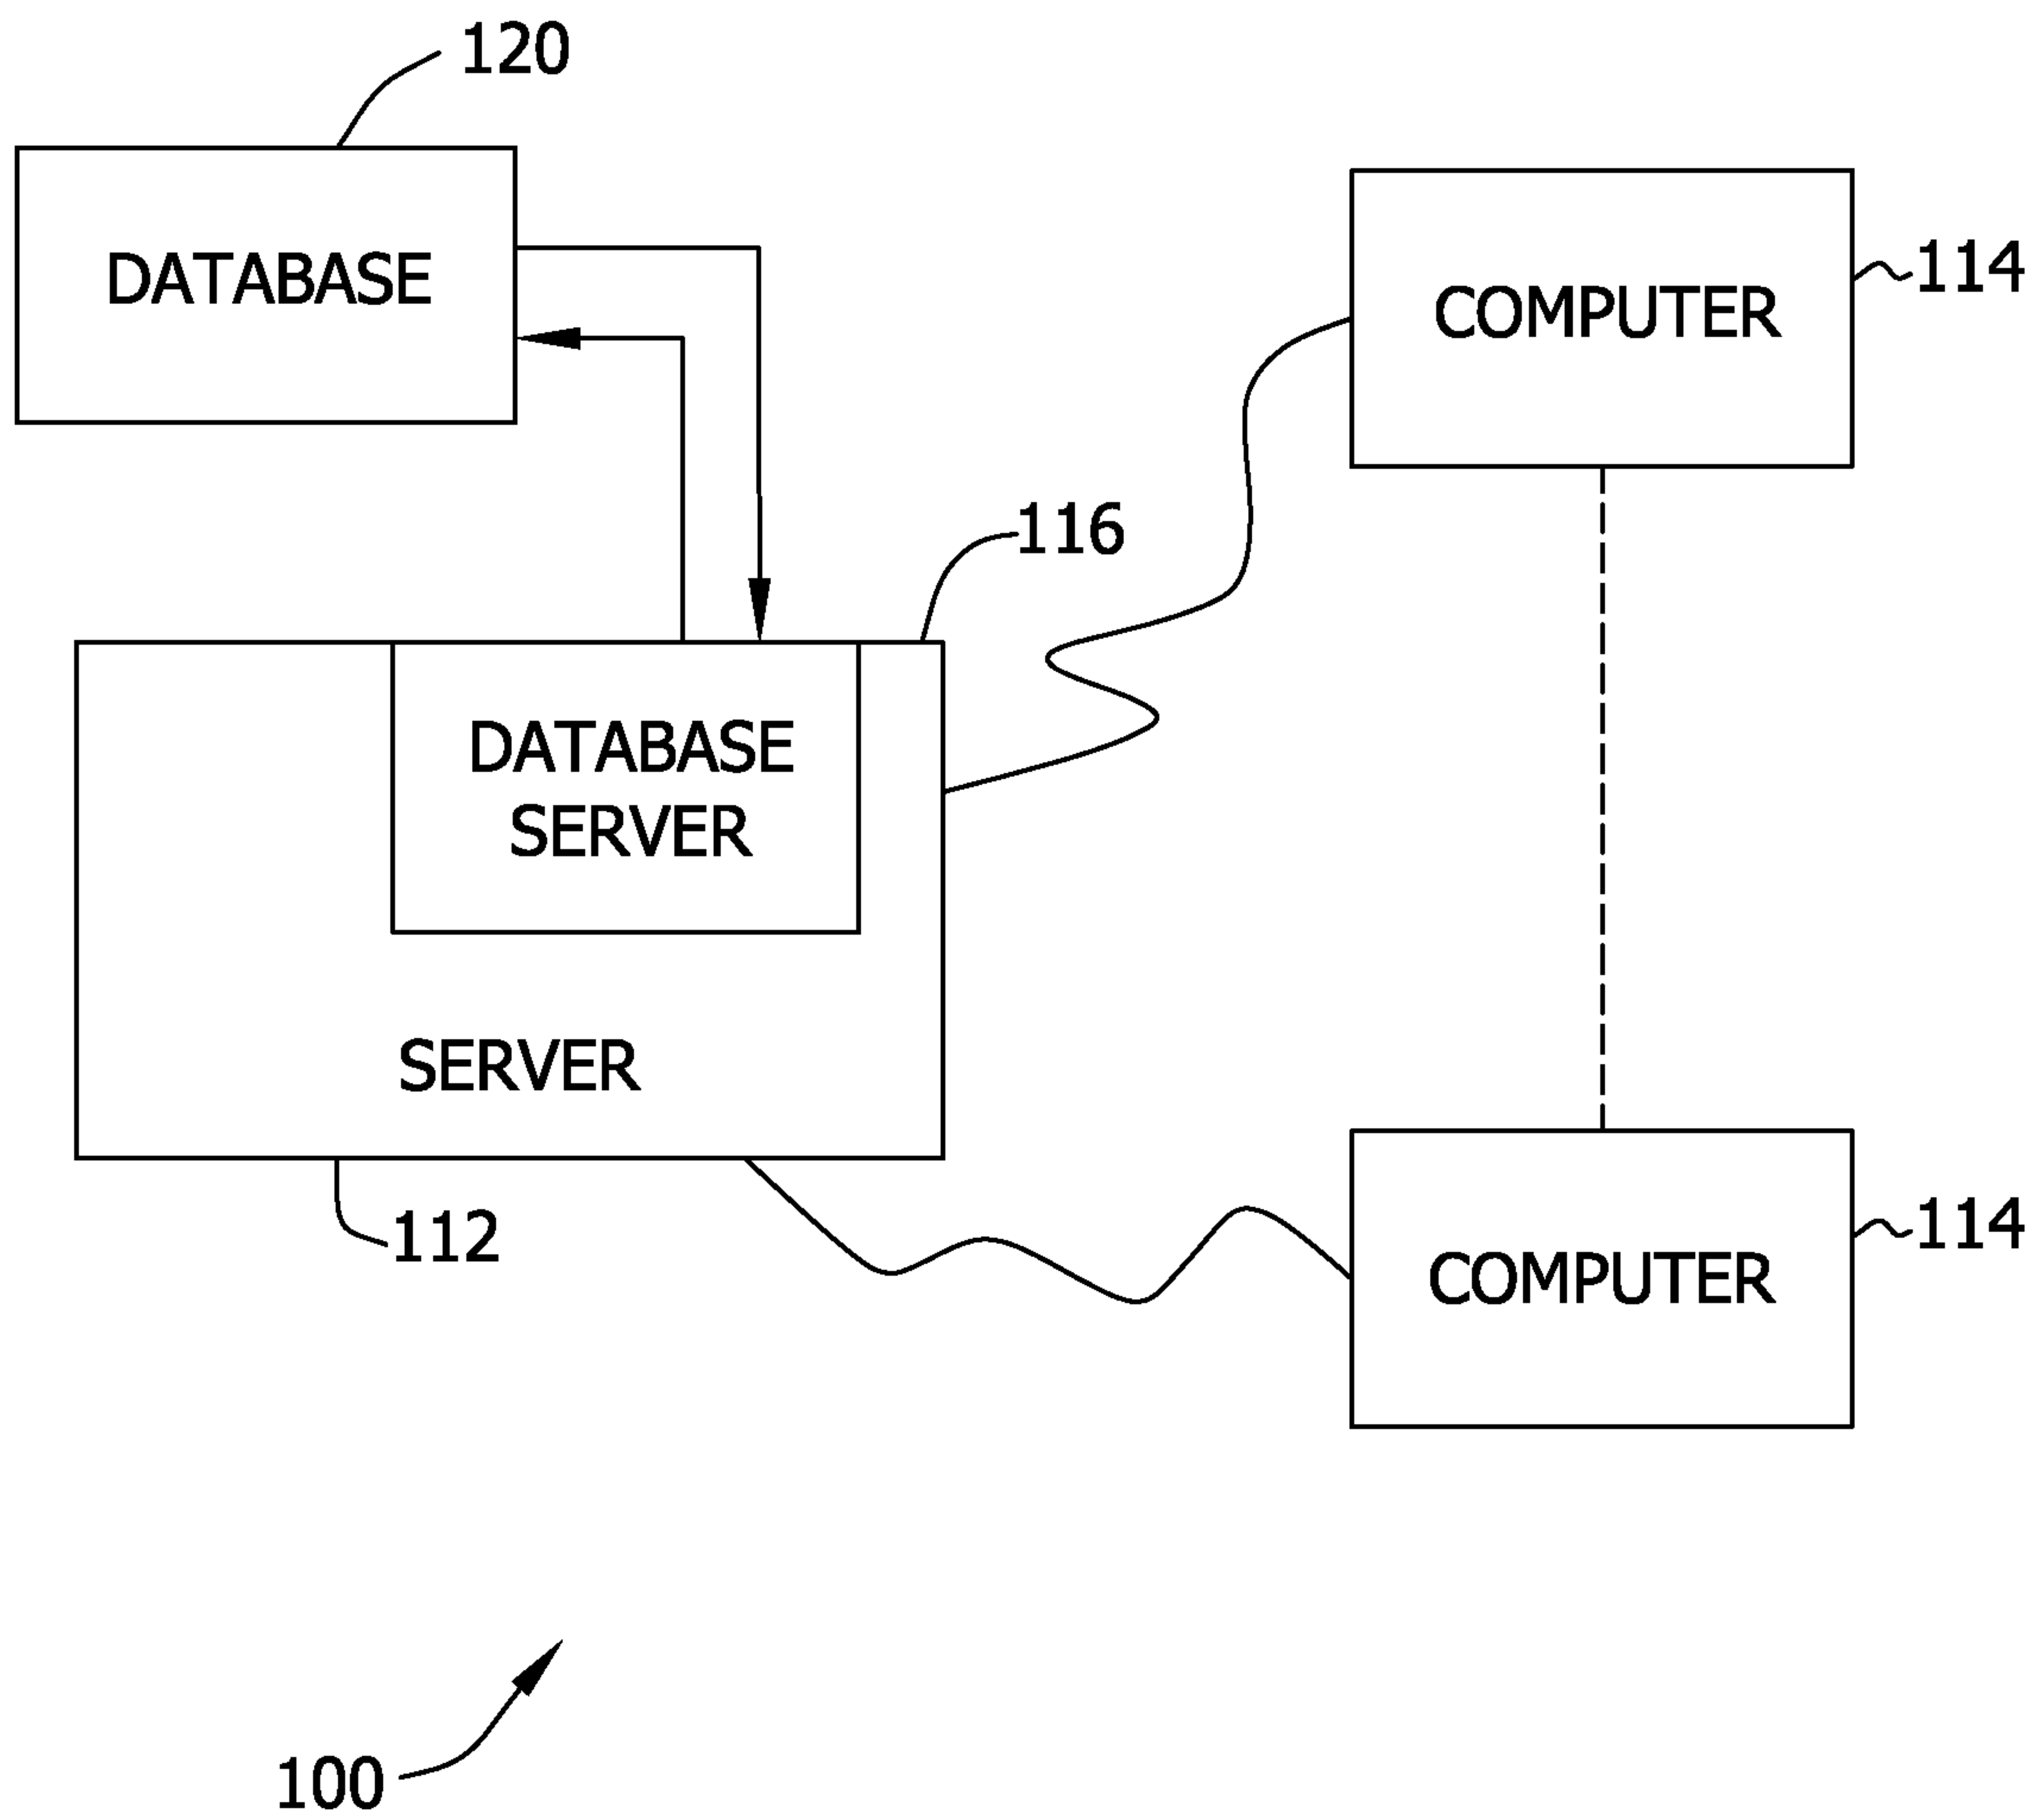 120
DATABASE
COMPUTER
114
116
DATABASE
SERVER
SERVER
112
COMPUTER
114
100